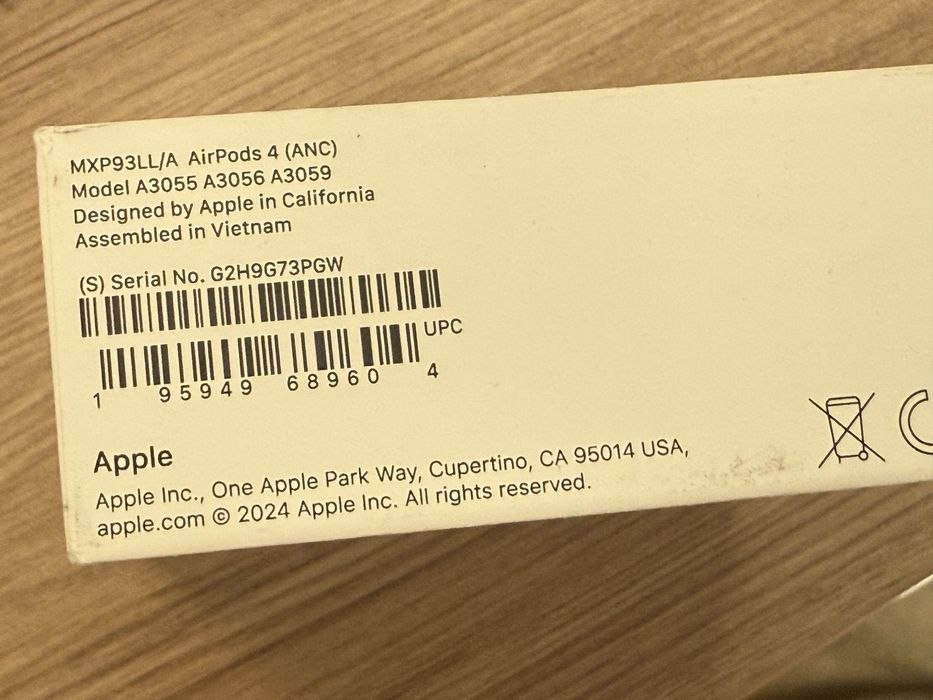 MXP93LL/A AirPods 4 (ANC)
Model A3055 A3056 A3059
Designed by Apple in California
Assembled in Vietnam
(S) Serial No. G2H9G73PGW
UPC
1 95949 68960 4
Apple
Apple Inc., One Apple Park Way, Cupertino, CA 95014 USA,
apple.com © 2024 Apple Inc. All rights reserved.